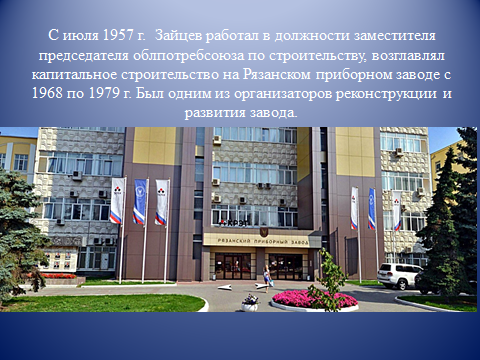 С июля 1957 г.  Зайцев работал в должности заместителя
председателя облпотребсоюза по строительству, возглавлял
капитальное строительство на Рязанском приборном заводе с
1968 по 1979 г. Был одним из организаторов реконструкции и
развития завода.
КРЭТ
РЯЗАНСКИЙ ПРИБОРНЫЙ ЗАВОД